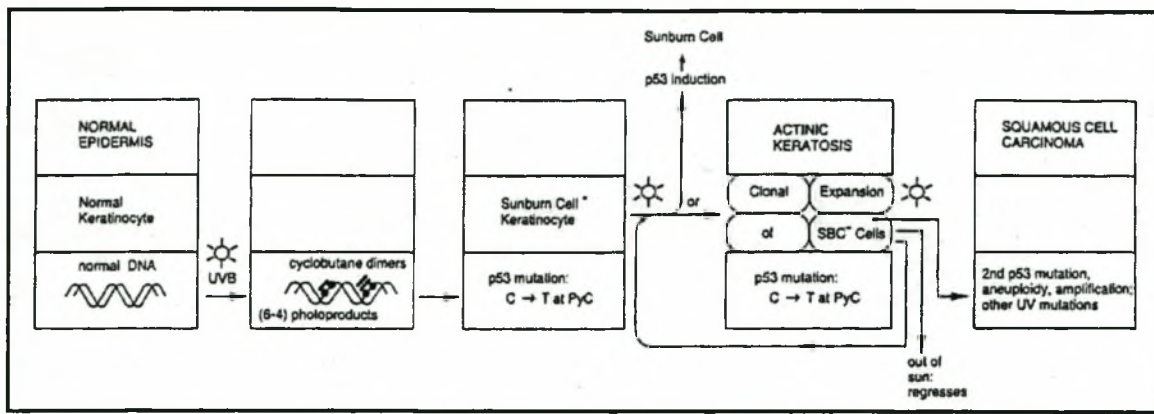 Sunburn Cell
p53 Induction
NORMAL
EPIDERMIS
Normal
Keratinocyte
normal DNA
UVB
cyclobutane dimers
(6-4) photoproducts
Sunburn Cell -
Keratinocyte
p53 mutation:
C → T at PyC
or
ACTINIC
KERATOSIS
Clonal Expansion
of SBC- Cells
p53 mutation:
C → T at PyC
out of
sun:
regresses
SQUAMOUS CELL
CARCINOMA
2nd p53 mutation,
aneuploidy, amplification;
other UV mutations